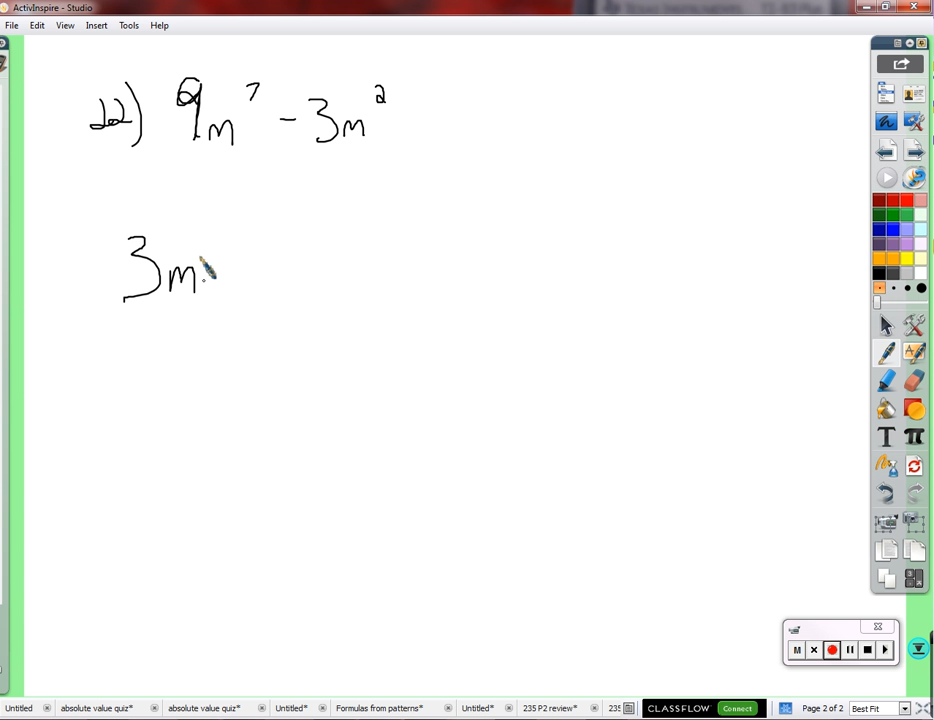 ActivInspire - Studio
File Edit View Insert Tools Help
22) 9m⁷ - 3m²
3m
T π
M
Untitled absolute value quiz* absolute value quiz* Untitled* Formulas from patterns* Untitled* 235 P2 review* 235 CLASSFLOW Connect Page 2 of 2 Best Fit